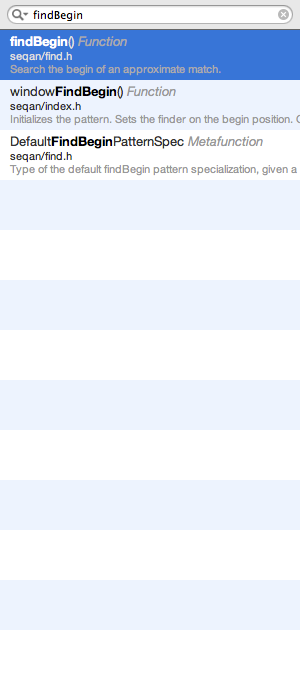 findBegin
findBegin() Function
seqan/find.h
Search the begin of an approximate match.
windowFindBegin() Function
seqan/index.h
Initializes the pattern. Sets the finder on the begin position.
DefaultFindBeginPatternSpec Metafunction
seqan/find.h
Type of the default findBegin pattern specialization, given a